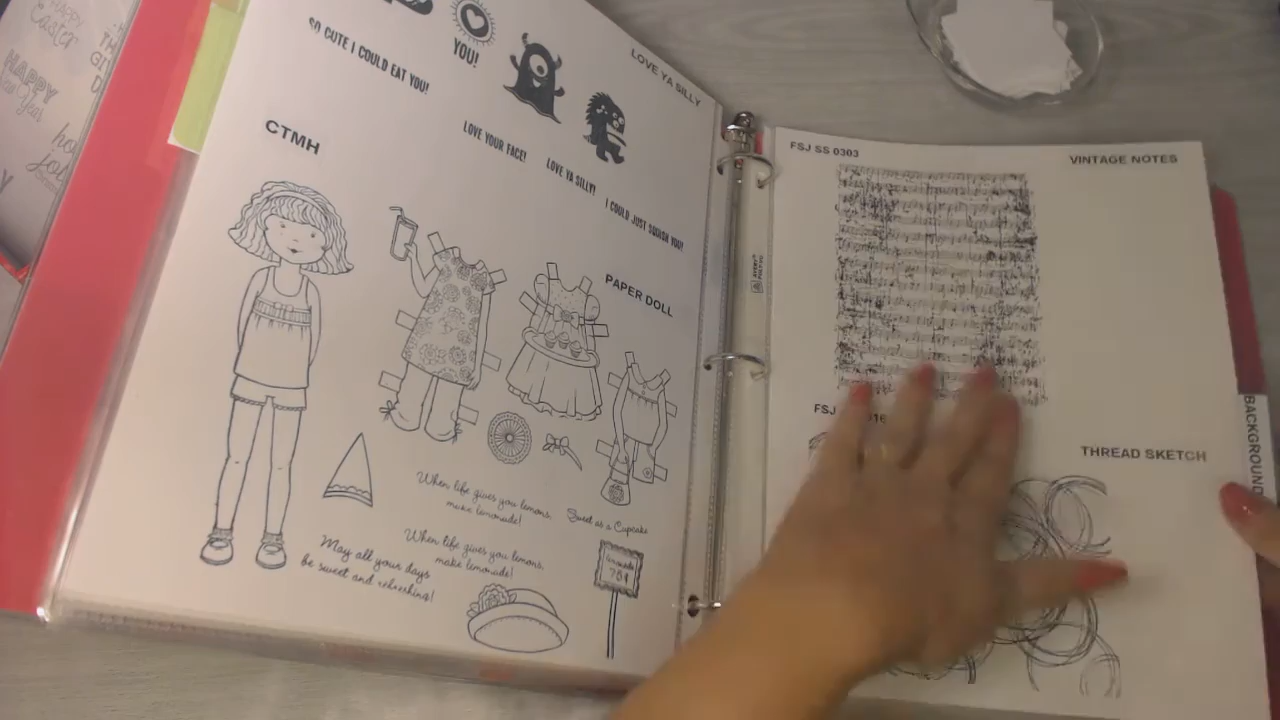 HAPPY
Easter
HAPPY
New Year
SO CUTE I COULD EAT YOU!
YOU!
LOVE YA SILLY
CTMH
LOVE YOUR FACE!
LOVE YA SILLY!
I COULD JUST SQUISH YOU!
PAPER DOLL
When life gives you lemons,
make lemonade!
Sweet as a Cupcake
When life gives you lemons,
make lemonade!
May all your days
be sweet and refreshing!
lemonade
75¢
FSJ SS 0303
VINTAGE NOTES
FSJ
THREAD SKETCH
BACKGROUND